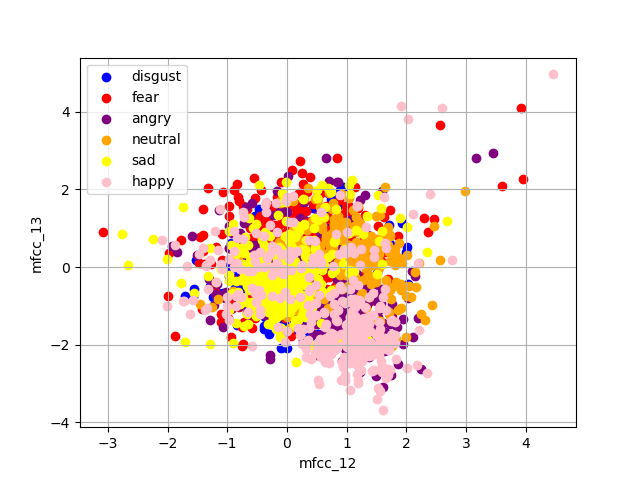 disgust
fear
angry
neutral
sad
happy
4
2
0
−2
−4
mfcc_13
−3 −2 −1 0 1 2 3 4
mfcc_12